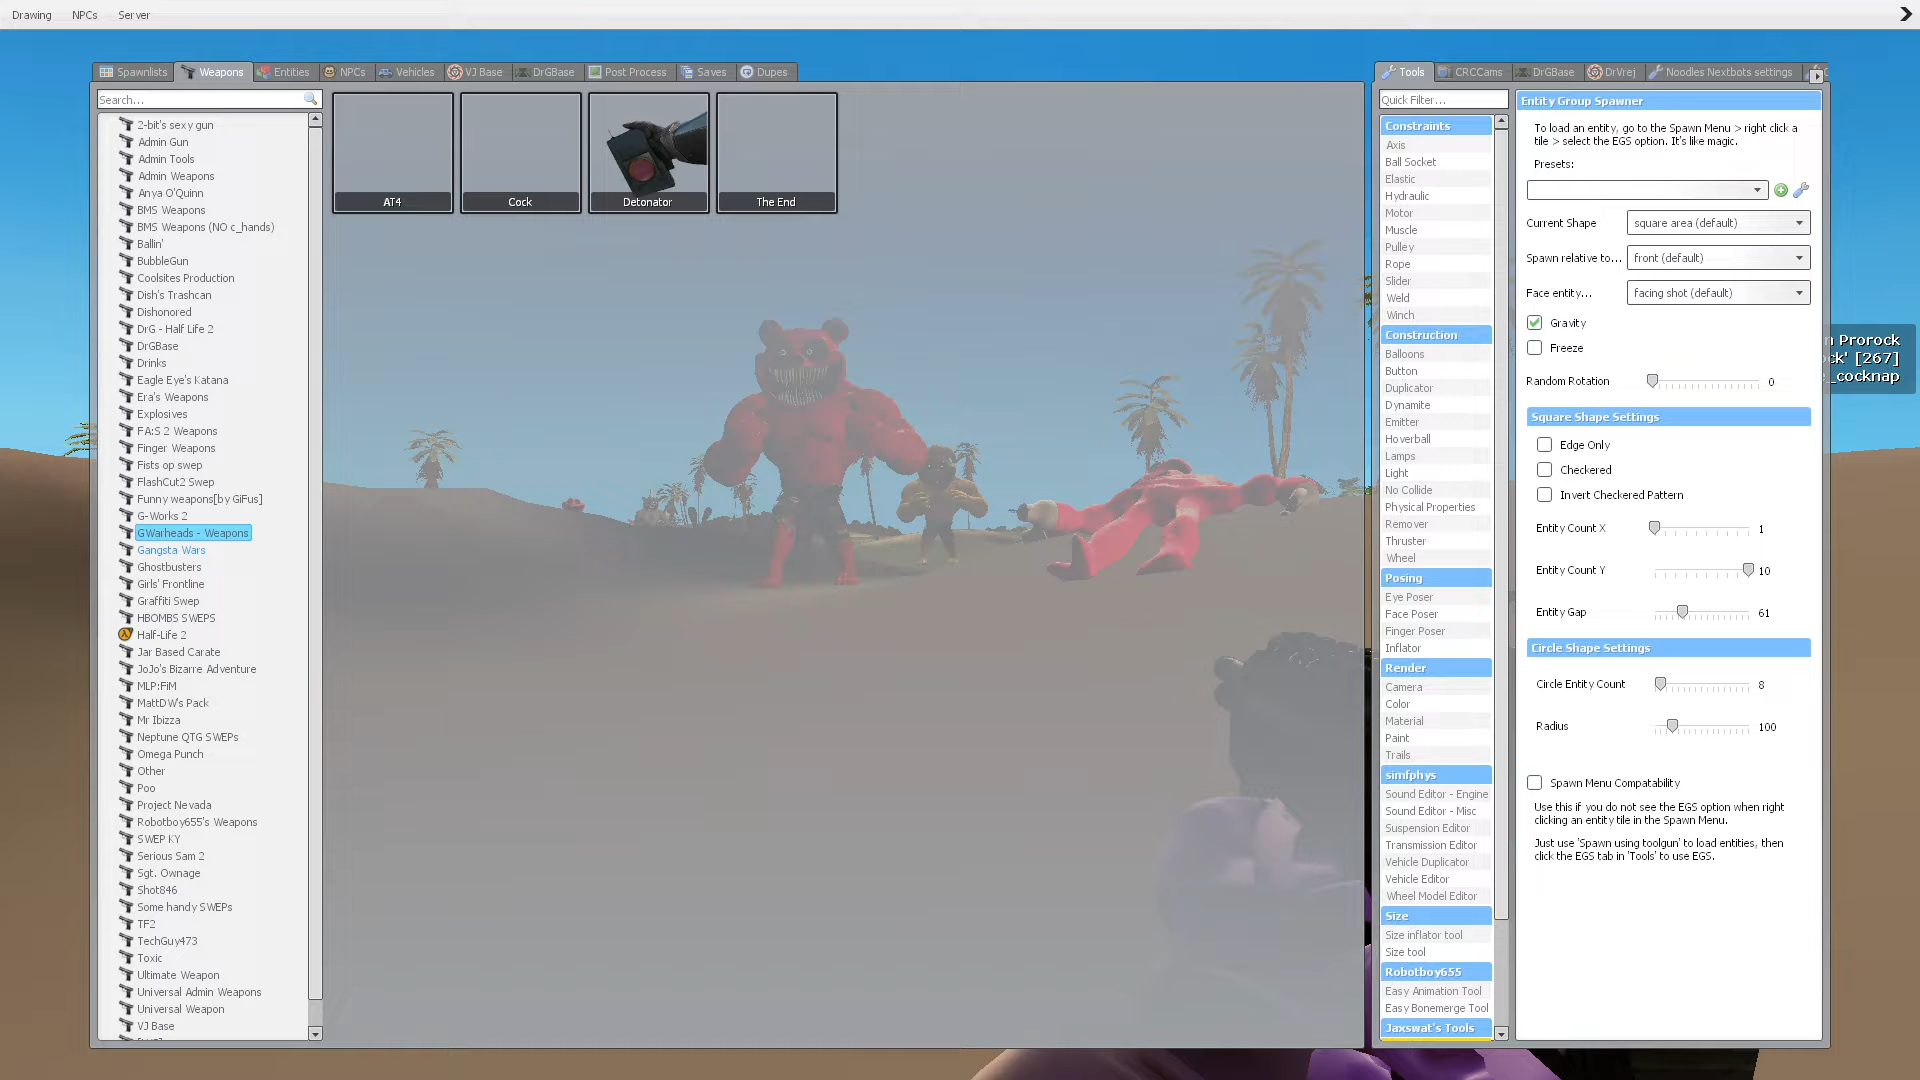 Drawing NPCs Server
Spawnlists Weapons Entities NPCs Vehicles VJ Base DrGBase Post Process Saves Dupes
Search...
2-bit's sexy gun
Admin Gun
Admin Tools
Admin Weapons
Anya O'Quinn
BMS Weapons
BMS Weapons (NO c_hands)
Ballin'
BubbleGun
Coolsites Production
Dish's Trashcan
Dishonored
DrG - Half Life 2
DrGBase
Drinks
Eagle Eye's Katana
Era's Weapons
Explosives
FA:S 2 Weapons
Finger Weapons
Fists op swep
FlashCut2 Swep
Funny weapons[by GiFus]
G-Works 2
GWarheads - Weapons
Gangsta Wars
Ghostbusters
Girls' Frontline
Graffiti Swep
HBOMBS SWEPS
Half-Life 2
Jar Based Carate
JoJo's Bizarre Adventure
MLP:FiM
MattDW's Pack
Mr Ibizza
Neptune QTG SWEPs
Omega Punch
Other
Poo
Project Nevada
Robotboy655's Weapons
SWEP KY
Serious Sam 2
Sgt. Ownage
Shot846
Some handy SWEPs
TF2
TechGuy473
Toxic
Ultimate Weapon
Universal Admin Weapons
Universal Weapon
VJ Base
AT4 Cock Detonator The End
Tools CRCCams DrGBase DrVrej Noodles Nextbots settings
Quick Filter...
Constraints
Axis
Ball Socket
Elastic
Hydraulic
Motor
Muscle
Pulley
Rope
Slider
Weld
Winch
Construction
Balloons
Button
Duplicator
Dynamite
Emitter
Hoverball
Lamps
Light
No Collide
Physical Properties
Remover
Thruster
Wheel
Posing
Eye Poser
Face Poser
Finger Poser
Inflator
Render
Camera
Color
Material
Paint
Trails
simfphys
Sound Editor - Engine
Sound Editor - Misc
Suspension Editor
Transmission Editor
Vehicle Duplicator
Vehicle Editor
Wheel Model Editor
Size
Size inflator tool
Size tool
Robotboy655
Easy Animation Tool
Easy Bonemerge Tool
Jaxswat's Tools
Entity Group Spawner
To load an entity, go to the Spawn Menu > right click a
tile > select the EGS option. It's like magic.
Presets:
Current Shape square area (default)
Spawn relative to... front (default)
Face entity... facing shot (default)
Gravity
Freeze
Random Rotation 0
Square Shape Settings
Edge Only
Checkered
Invert Checkered Pattern
Entity Count X 1
Entity Count Y 10
Entity Gap 61
Circle Shape Settings
Circle Entity Count 8
Radius 100
Spawn Menu Compatability
Use this if you do not see the EGS option when right
clicking an entity tile in the Spawn Menu.
Just use 'Spawn using toolgun' to load entities, then
click the EGS tab in 'Tools' to use EGS.
n Prorock
ck' [267]
_cocknap